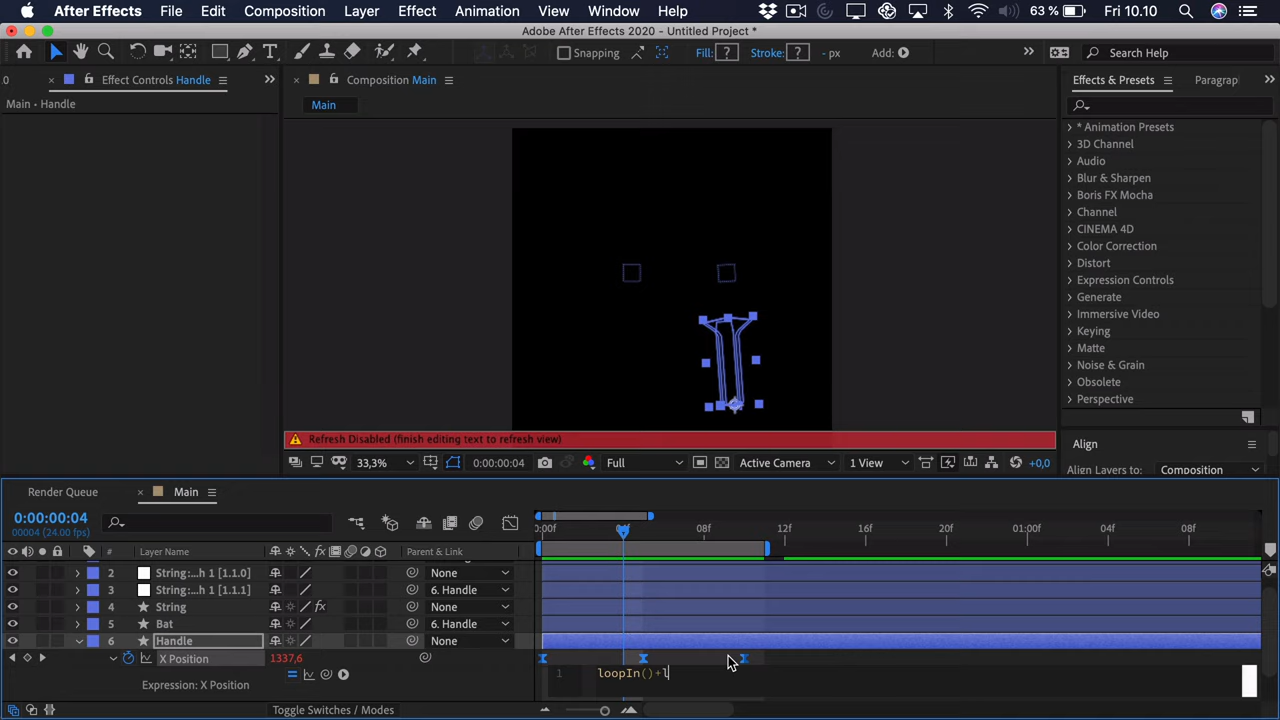 After Effects File Edit Composition Layer Effect Animation View Window Help 63 % Fri 10.10
Adobe After Effects 2020 - Untitled Project *
Snapping Fill: ? Stroke: ? - px Add: Search Help
0 Effect Controls Handle Composition Main Effects & Presets Paragrap
Main • Handle
Main
* Animation Presets
3D Channel
Audio
Blur & Sharpen
Boris FX Mocha
Channel
CINEMA 4D
Color Correction
Distort
Expression Controls
Generate
Immersive Video
Keying
Matte
Noise & Grain
Obsolete
Perspective
Refresh Disabled (finish editing text to refresh view)
Align
33,3% 0:00:00:04 Full Active Camera 1 View +0,0
Align Layers to: Composition
Render Queue Main
0:00:00:04
00004 (24.00 fps)
:00f 04f 08f 12f 16f 20f 01:00f 04f 08f
# Layer Name Parent & Link
2 String:...h 1 [1.1.0] None
3 String:...h 1 [1.1.1] 6. Handle
4 String fx None
5 Bat 6. Handle
6 Handle None
X Position 1337,6
Expression: X Position
1 loopIn()+l
Toggle Switches / Modes